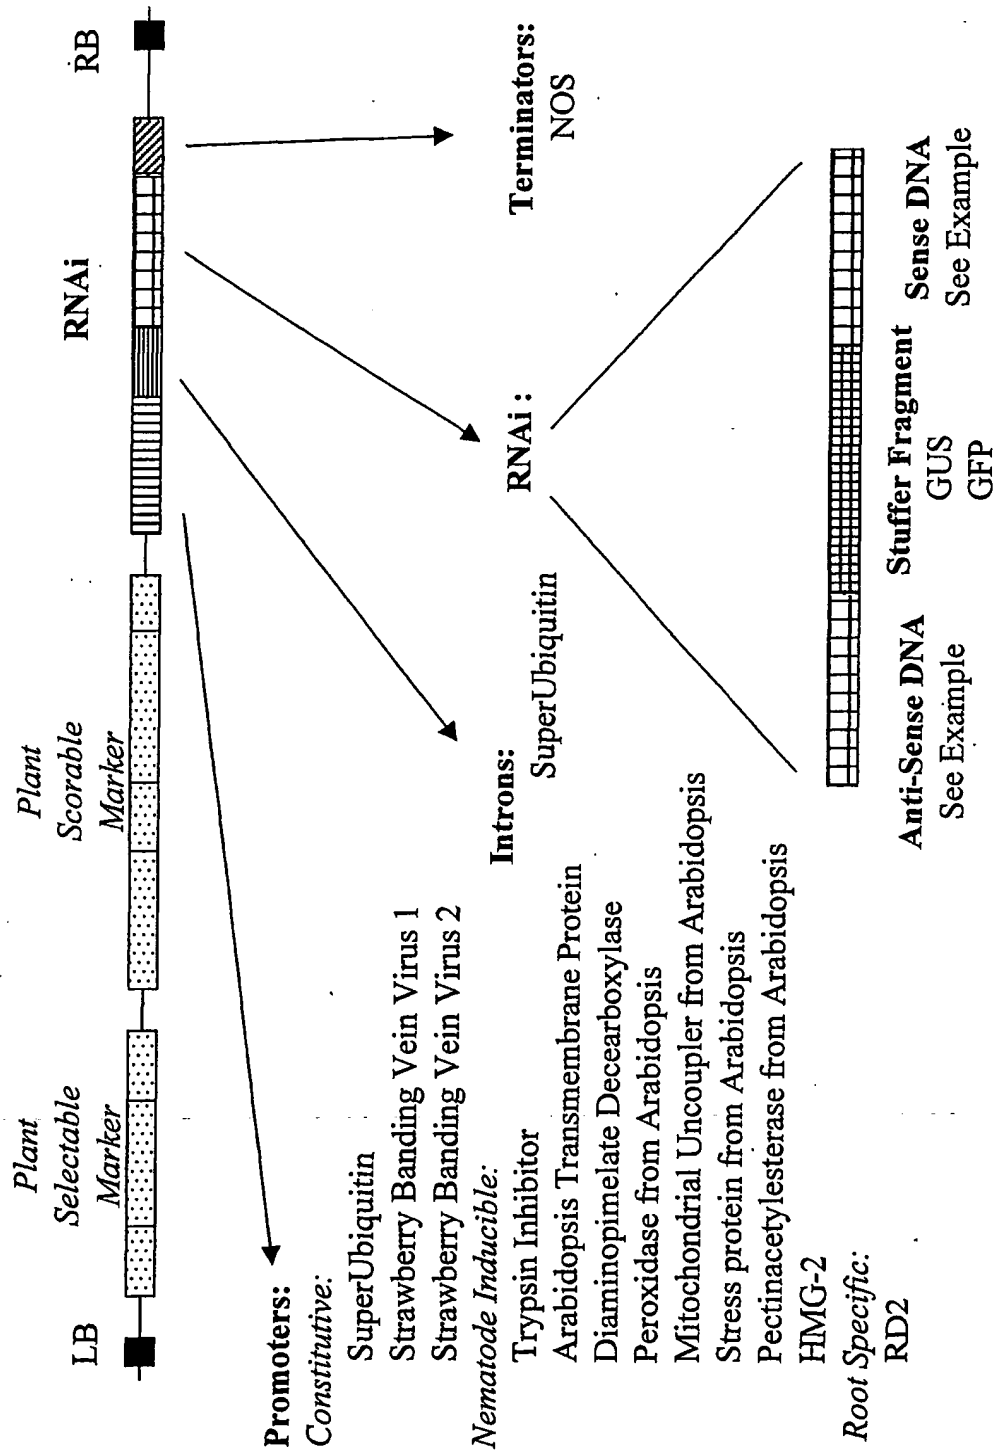 LB
Plant
Selectable
Marker
Plant
Scorable
Marker
RNAi
RB
Promoters:
Constitutive:
SuperUbiquitin
Strawberry Banding Vein Virus 1
Strawberry Banding Vein Virus 2
Nematode Inducible:
Trypsin Inhibitor
Arabidopsis Transmembrane Protein
Diaminopimelate Decearboxylase
Peroxidase from Arabidopsis
Mitochondrial Uncoupler from Arabidopsis
Stress protein from Arabidopsis
Pectinacetylesterase from Arabidopsis
HMG-2
Root Specific:
RD2
Introns:
SuperUbiquitin
RNAi :
Terminators:
NOS
Anti-Sense DNA
See Example
Stuffer Fragment
GUS
GFP
Sense DNA
See Example